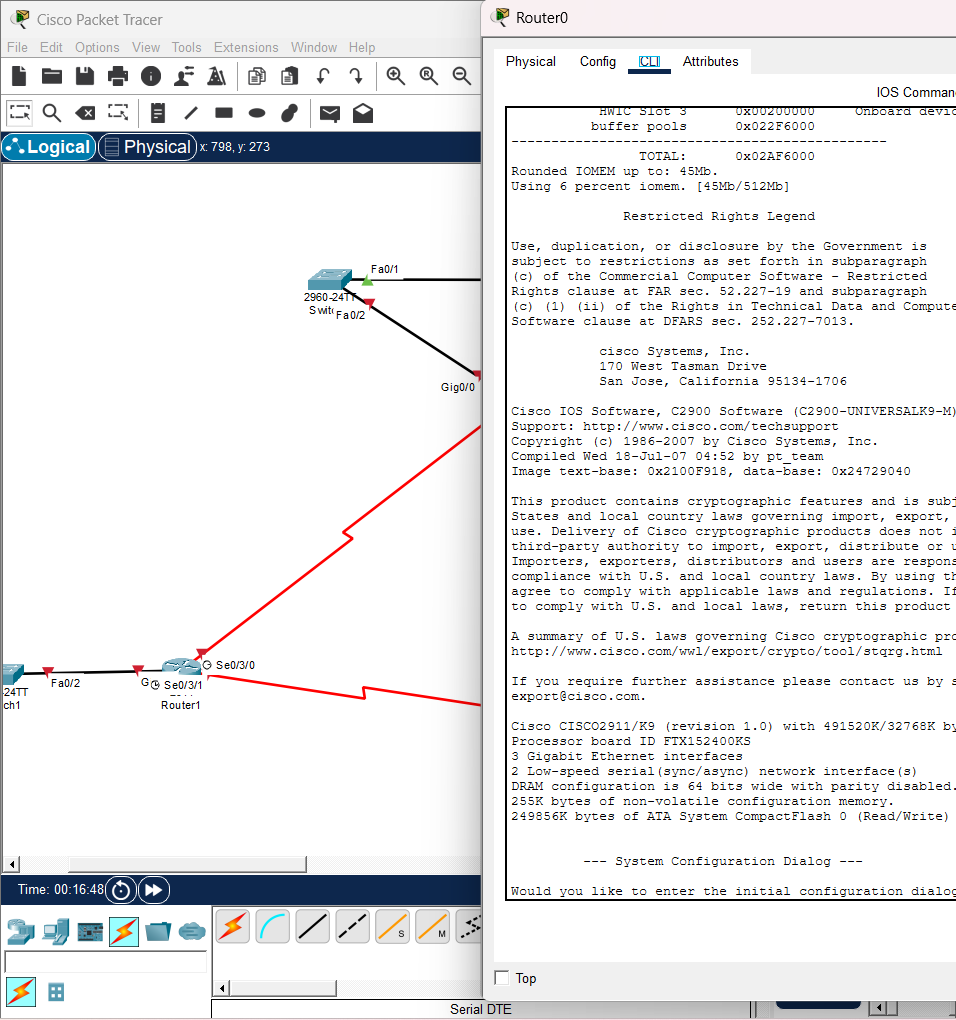 Cisco Packet Tracer
File Edit Options View Tools Extensions Window Help
Logical
Physical
x: 798, y: 273
Fa0/1
2960-24TT
Fa0/2
Gig0/0
Se0/3/0
Fa0/2
G
Se0/3/1
-24TT
ch1
Router1
Time: 00:16:48
S
M
Serial DTE
Router0
Physical Config CLI Attributes
IOS Comman
HWIC Slot 3 0x00200000 Onboard devic
buffer pools 0x022F6000
-----------------------------------------------
TOTAL: 0x02AF6000
Rounded IOMEM up to: 45Mb.
Using 6 percent iomem. [45Mb/512Mb]
Restricted Rights Legend
Use, duplication, or disclosure by the Government is
subject to restrictions as set forth in subparagraph
(c) of the Commercial Computer Software - Restricted
Rights clause at FAR sec. 52.227-19 and subparagraph
(c) (1) (ii) of the Rights in Technical Data and Compute
Software clause at DFARS sec. 252.227-7013.
cisco Systems, Inc.
170 West Tasman Drive
San Jose, California 95134-1706
Cisco IOS Software, C2900 Software (C2900-UNIVERSALK9-M)
Support: http://www.cisco.com/techsupport
Copyright (c) 1986-2007 by Cisco Systems, Inc.
Compiled Wed 18-Jul-07 04:52 by pt_team
Image text-base: 0x2100F918, data-base: 0x24729040
This product contains cryptographic features and is subj
States and local country laws governing import, export,
use. Delivery of Cisco cryptographic products does not i
third-party authority to import, export, distribute or u
Importers, exporters, distributors and users are respons
compliance with U.S. and local country laws. By using th
agree to comply with applicable laws and regulations. If
to comply with U.S. and local laws, return this product
A summary of U.S. laws governing Cisco cryptographic pro
http://www.cisco.com/wwl/export/crypto/tool/stqrg.html
If you require further assistance please contact us by s
export@cisco.com.
Cisco CISCO2911/K9 (revision 1.0) with 491520K/32768K by
Processor board ID FTX152400KS
3 Gigabit Ethernet interfaces
2 Low-speed serial(sync/async) network interface(s)
DRAM configuration is 64 bits wide with parity disabled.
255K bytes of non-volatile configuration memory.
249856K bytes of ATA System CompactFlash 0 (Read/Write)
--- System Configuration Dialog ---
Would you like to enter the initial configuration dialog
Top